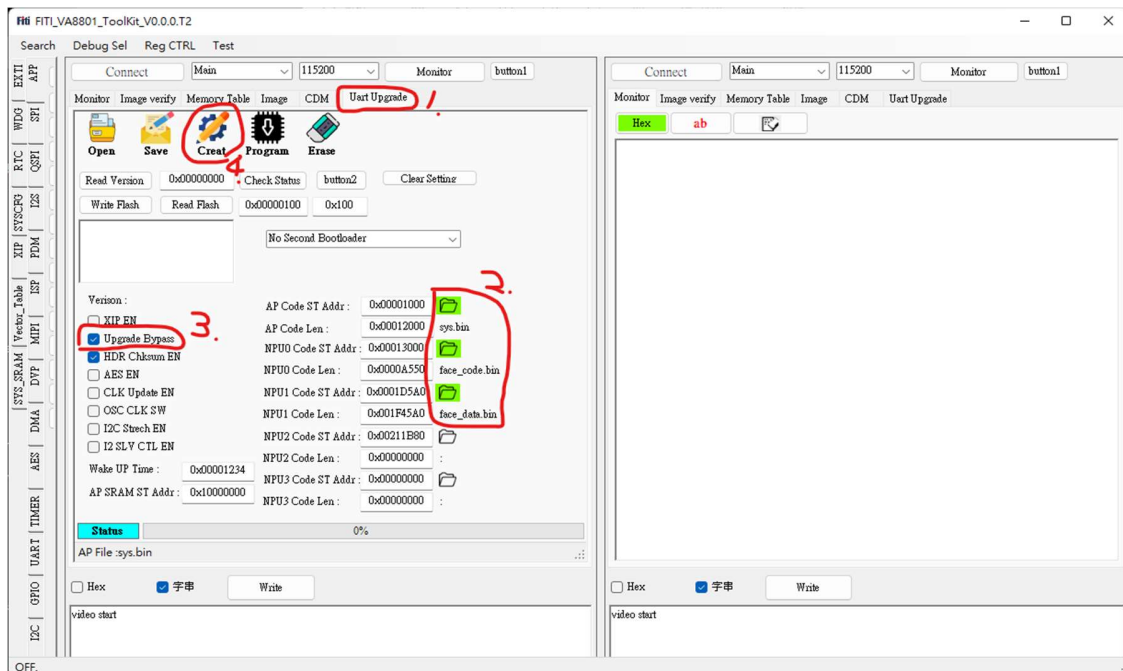 Fiti FITI_VA8801_ToolKit_V0.0.0.T2
Search Debug Sel Reg CTRL Test
EXTI APP
WDG SPI
RTC QSPI
SYSCFG I2S
XIP PDM
Vector_Table ISP
MIPI
SYS_SRAM DVP
DMA
AES
TIMER
UART
GPIO
I2C
Connect Main 115200 Monitor button1
Monitor Image verify Memory Table Image CDM Uart Upgrade 1.
Open Save Creat Program Erase
4.
Read Version 0x00000000 Check Status button2 Clear Setting
Write Flash Read Flash 0x00000100 0x100
No Second Bootloader
2.
Verison :
XIP EN
Upgrade Bypass 3.
HDR Chksum EN
AES EN
CLK Update EN
OSC CLK SW
I2C Strech EN
I2 SLV CTL EN
Wake UP Time : 0x00001234
AP SRAM ST Addr : 0x10000000
AP Code ST Addr : 0x00001000
AP Code Len : 0x00012000 sys.bin
NPU0 Code ST Addr : 0x00013000
NPU0 Code Len : 0x0000A550 face_code.bin
NPU1 Code ST Addr : 0x0001D5A0
NPU1 Code Len : 0x001F45A0 face_data.bin
NPU2 Code ST Addr : 0x00211B80
NPU2 Code Len : 0x00000000 :
NPU3 Code ST Addr : 0x00000000
NPU3 Code Len : 0x00000000 :
Status 0%
AP File :sys.bin
Hex 字串 Write
video start
Connect Main 115200 Monitor button1
Monitor Image verify Memory Table Image CDM Uart Upgrade
Hex ab
Hex 字串 Write
video start
OFF.